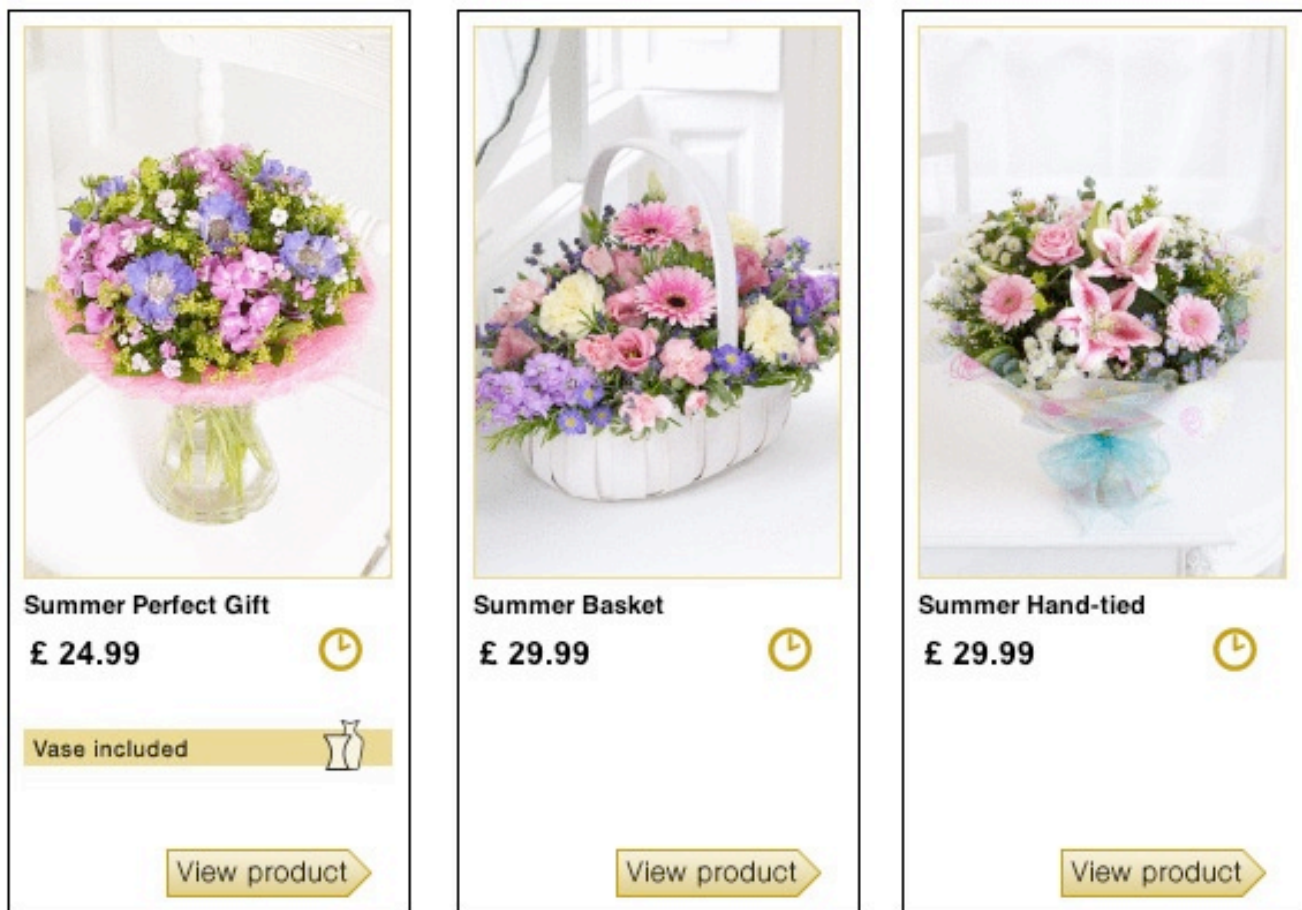 Summer Perfect Gift
£ 24.99
Vase included
View product
Summer Basket
£ 29.99
View product
Summer Hand-tied
£ 29.99
View product